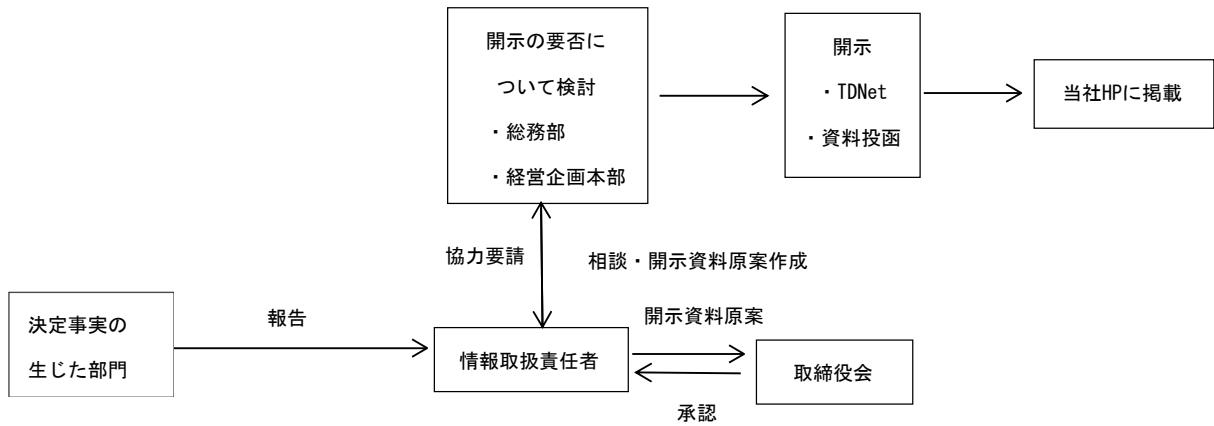 開示の要否に
ついて検討
・総務部
・経営企画本部
開示
・TDNet
・資料投函
当社HPに掲載
協力要請
相談・開示資料原案作成
決定事実の
生じた部門
報告
情報取扱責任者
開示資料原案
取締役会
承認